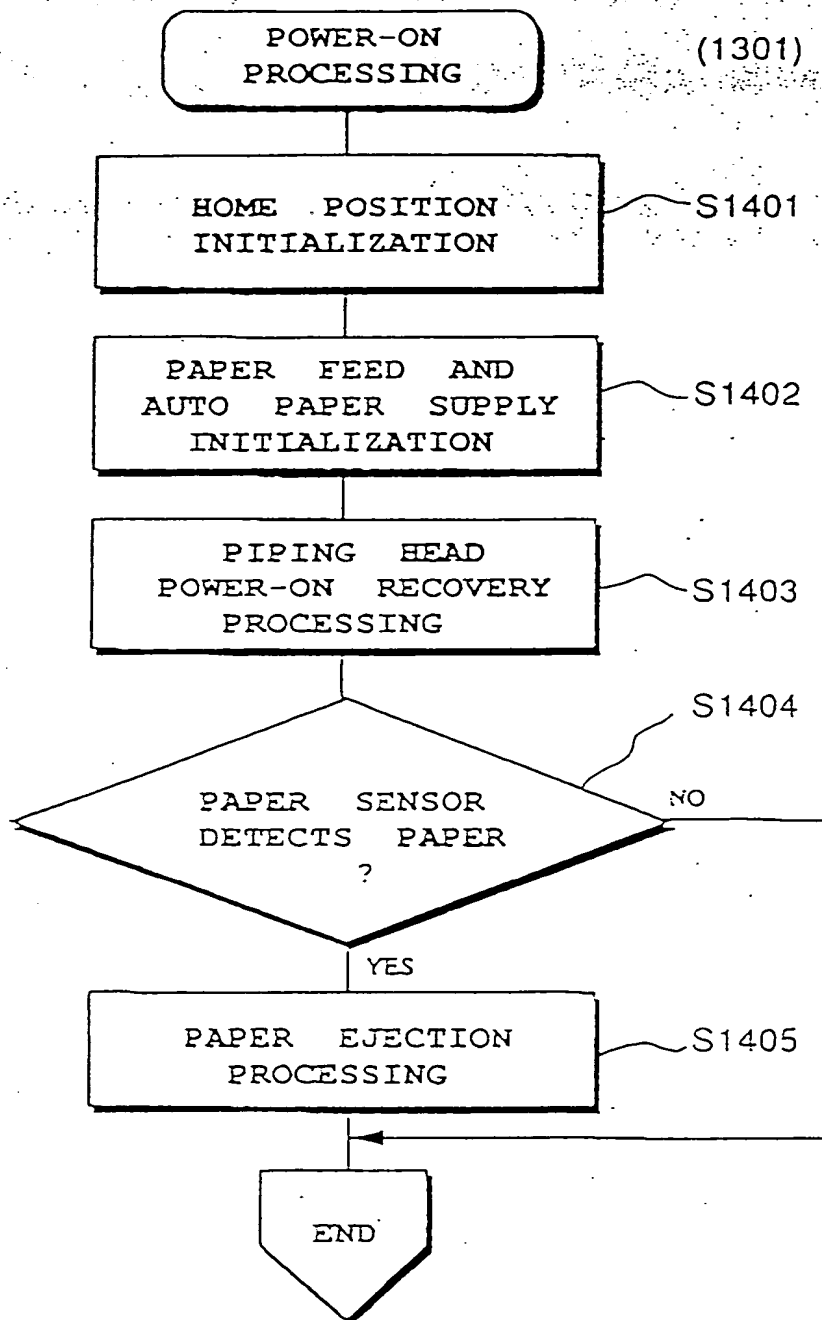 POWER-ON
PROCESSING
(1301)
HOME POSITION
INITIALIZATION
S1401
PAPER FEED AND
AUTO PAPER SUPPLY
INITIALIZATION
S1402
PIPING HEAD
POWER-ON RECOVERY
PROCESSING
S1403
S1404
PAPER SENSOR
DETECTS PAPER
?
NO
YES
PAPER EJECTION
PROCESSING
S1405
END